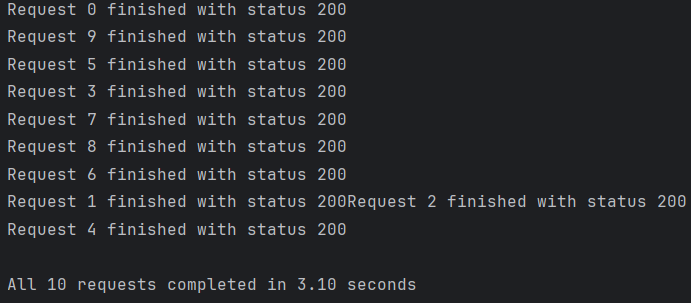 Request 0 finished with status 200
Request 9 finished with status 200
Request 5 finished with status 200
Request 3 finished with status 200
Request 7 finished with status 200
Request 8 finished with status 200
Request 6 finished with status 200
Request 1 finished with status 200Request 2 finished with status 200
Request 4 finished with status 200
All 10 requests completed in 3.10 seconds